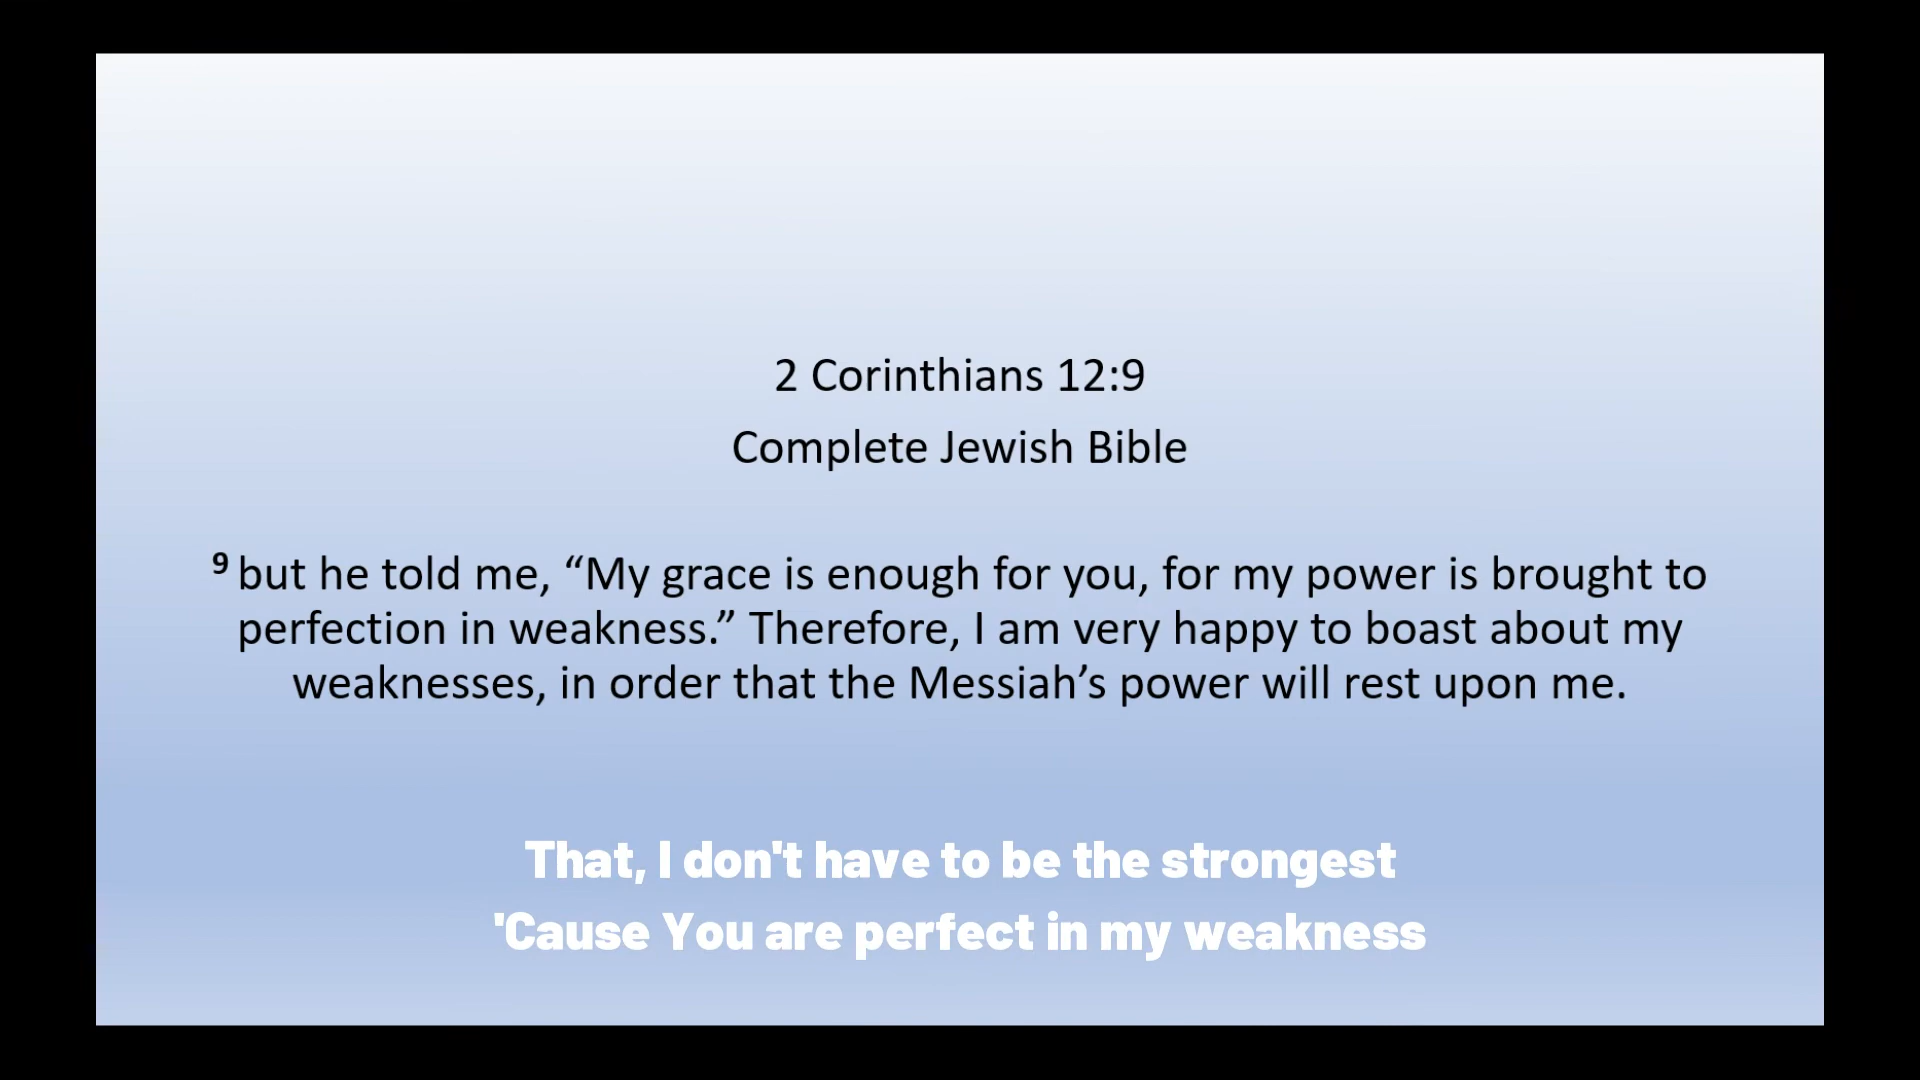 2 Corinthians 12:9
Complete Jewish Bible
9 but he told me, “My grace is enough for you, for my power is brought to
perfection in weakness.” Therefore, I am very happy to boast about my
weaknesses, in order that the Messiah’s power will rest upon me.
That, I don't have to be the strongest
'Cause You are perfect in my weakness